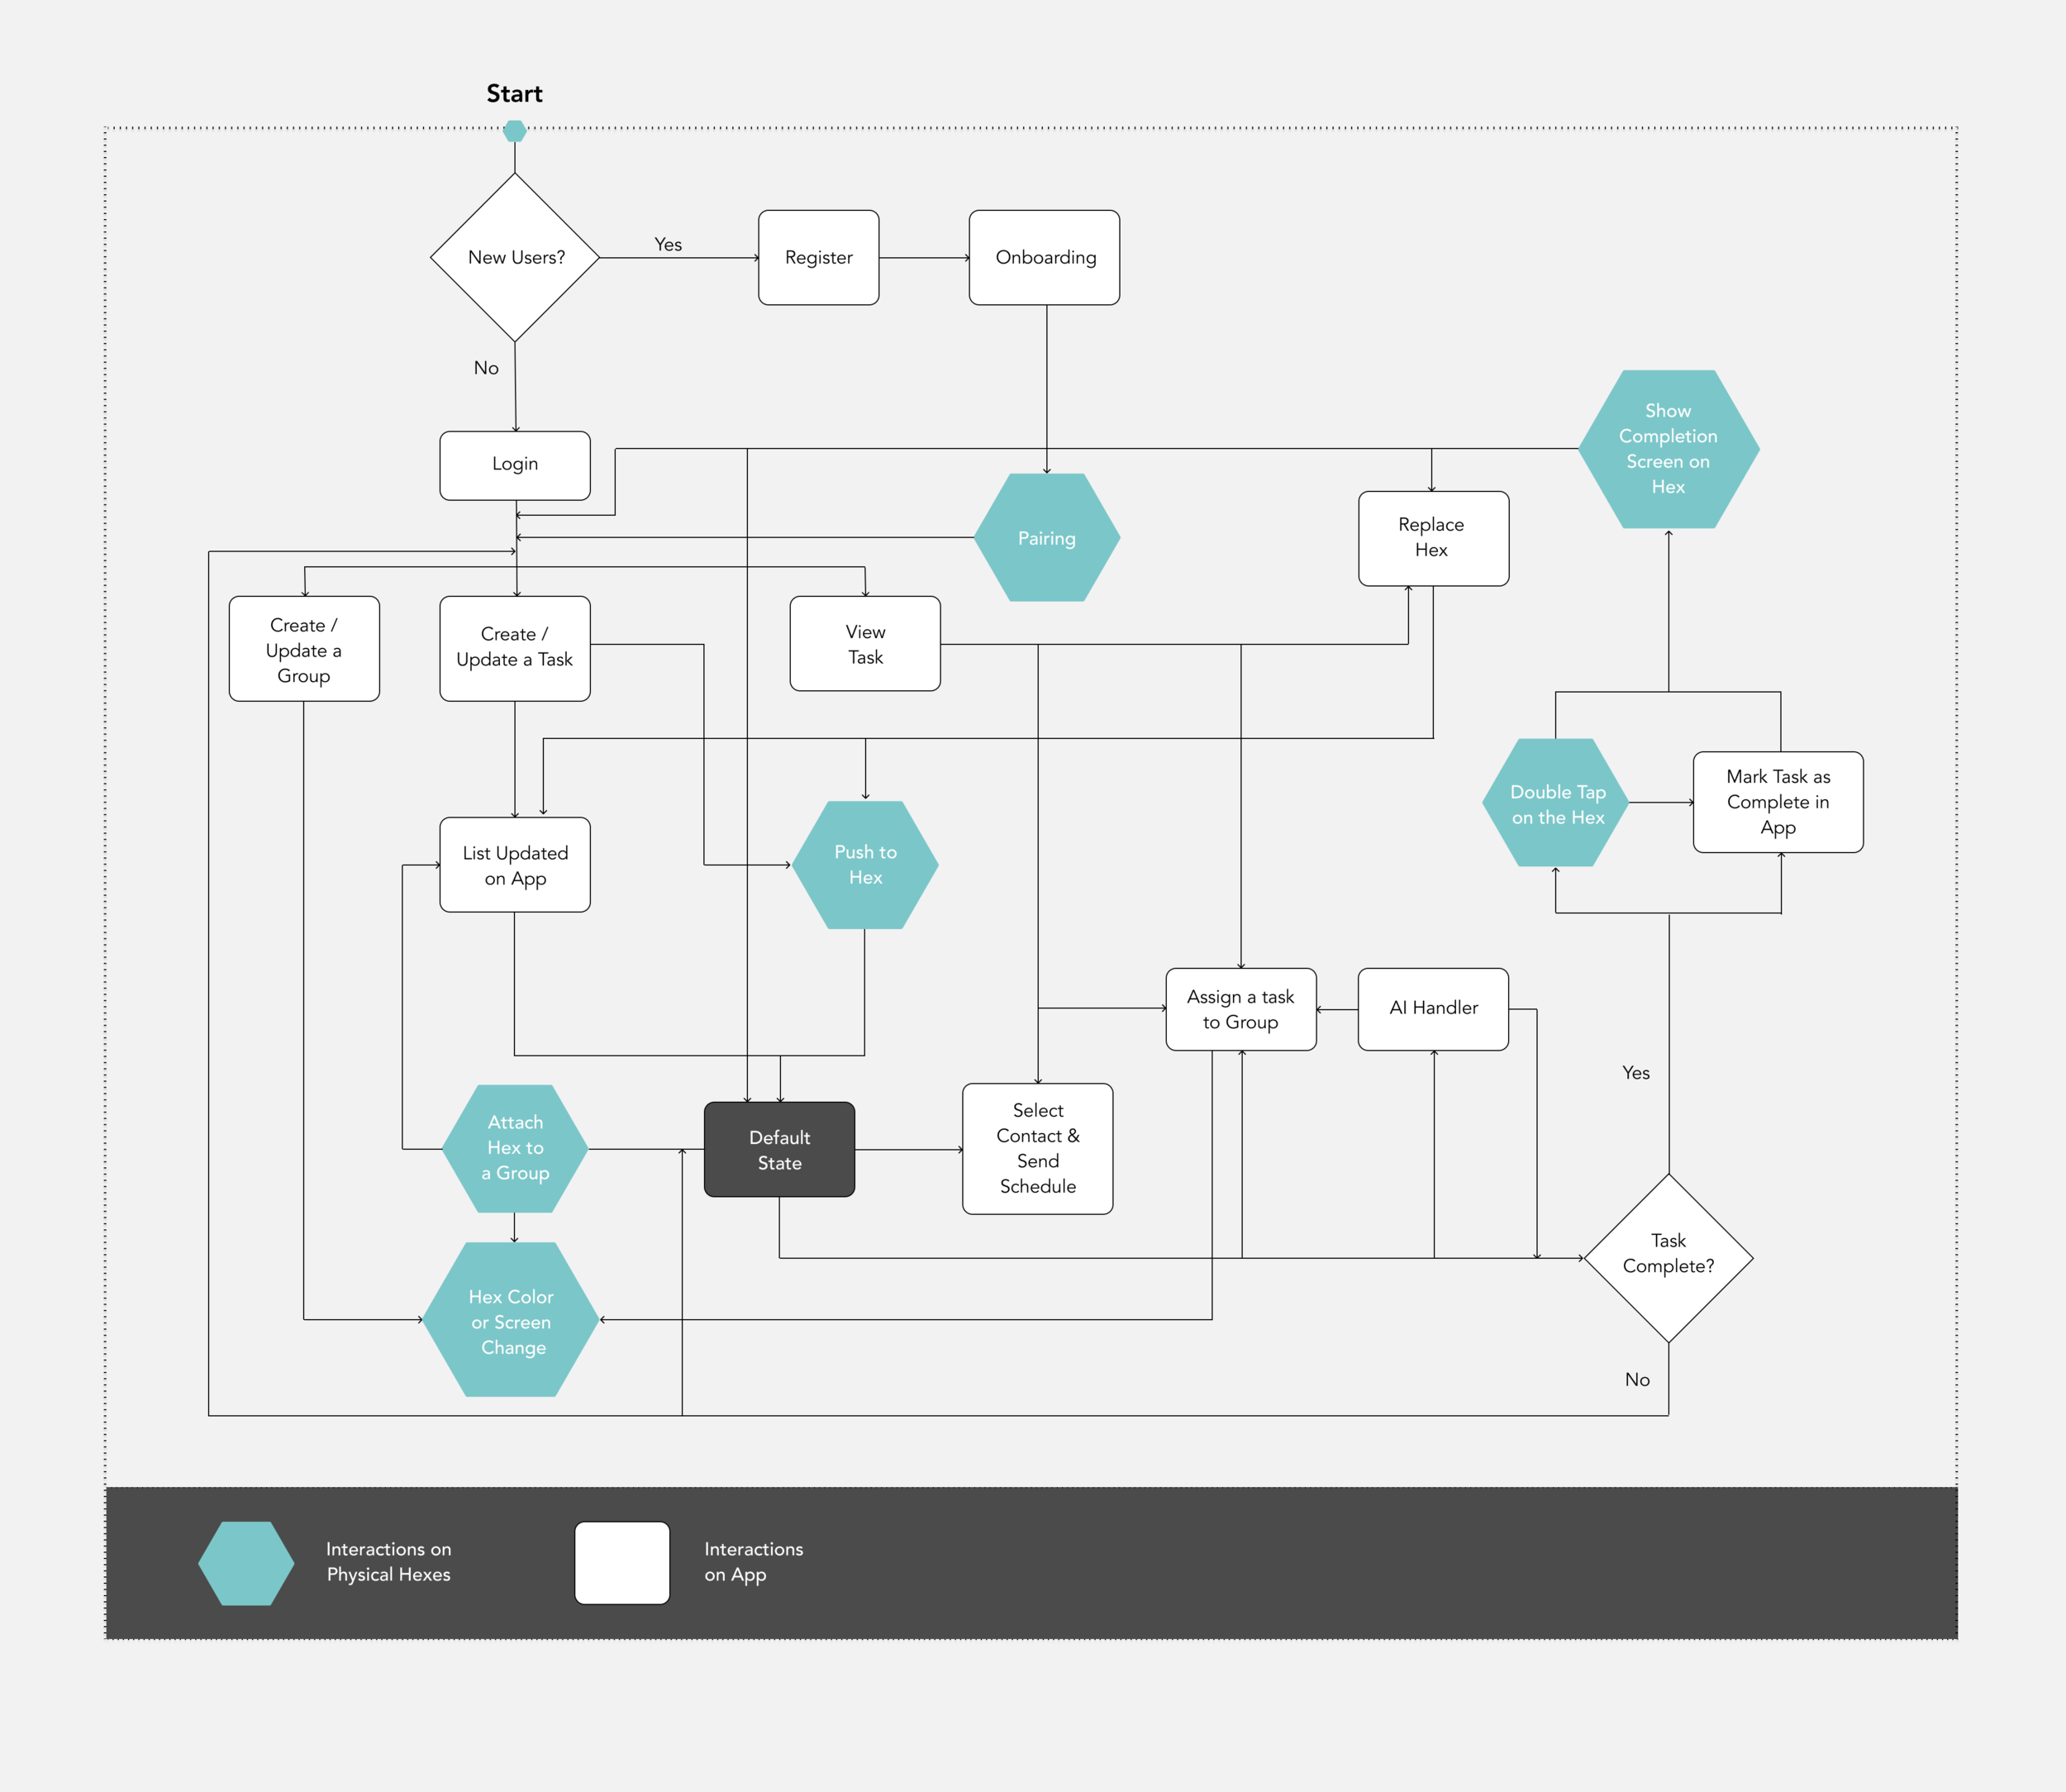 Start
New Users?
Yes
Register
Onboarding
No
Login
Show
Completion
Screen on
Hex
Pairing
Replace
Hex
Create /
Update a
Group
Create /
Update a Task
View
Task
Double Tap
on the Hex
Mark Task as
Complete in
App
List Updated
on App
Push to
Hex
Assign a task
to Group
AI Handler
Yes
Attach
Hex to
a Group
Default
State
Select
Contact &
Send
Schedule
Task
Complete?
Hex Color
or Screen
Change
No
Interactions on
Physical Hexes
Interactions
on App